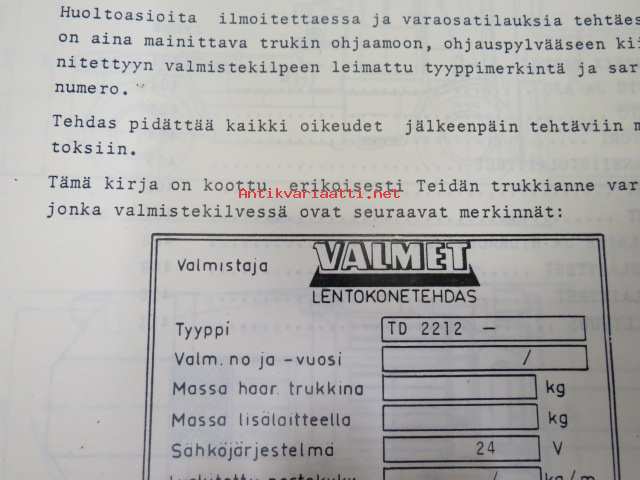 Huoltoasioita ilmoitettaessa ja varaosatilauksia tehtäes
on aina mainittava trukin ohjaamoon, ohjauspylvääseen kii
nitettyyn valmistekilpeen leimattu tyyppimerkintä ja sar
numero.
Tehdas pidättää kaikki oikeudet jälkeenpäin tehtäviin m
toksiin.
Tämä kirja on koottu erikoisesti Teidän trukkianne var
Antikvariaatti.net
jonka valmistekilvessä ovat seuraavat merkinnät:
Valmistaja VALMET
LENTOKONETEHDAS
Tyyppi TD 2212 -
Valm. no ja -vuosi /
Massa haar. trukkina kg
Massa lisälaitteella kg
Sähköjärjestelmä 24 V
/ kg/m